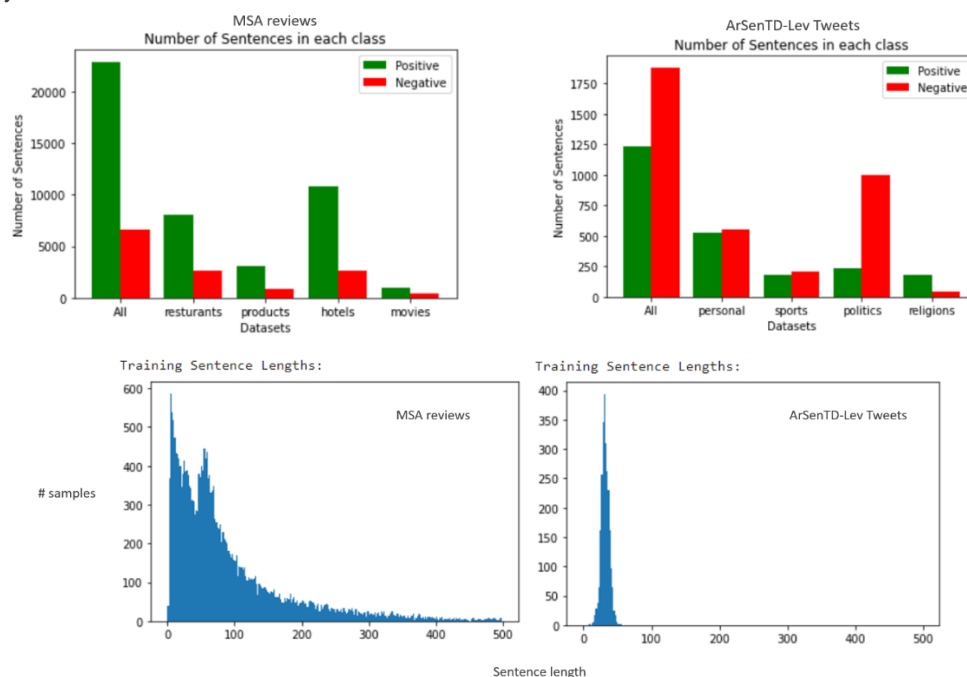 MSA reviews
Number of Sentences in each class
Positive
Negative
Number of Sentences
20000
15000
10000
5000
0
All resturants products hotels movies
Datasets
ArSenTD-Lev Tweets
Number of Sentences in each class
Positive
Negative
Number of Sentences
1750
1500
1250
1000
750
500
250
0
All personal sports politics religions
Datasets
Training Sentence Lengths:
MSA reviews
# samples
600
500
400
300
200
100
0
0 100 200 300 400 500
Training Sentence Lengths:
ArSenTD-Lev Tweets
400
350
300
250
200
150
100
50
0
0 100 200 300 400 500
Sentence length